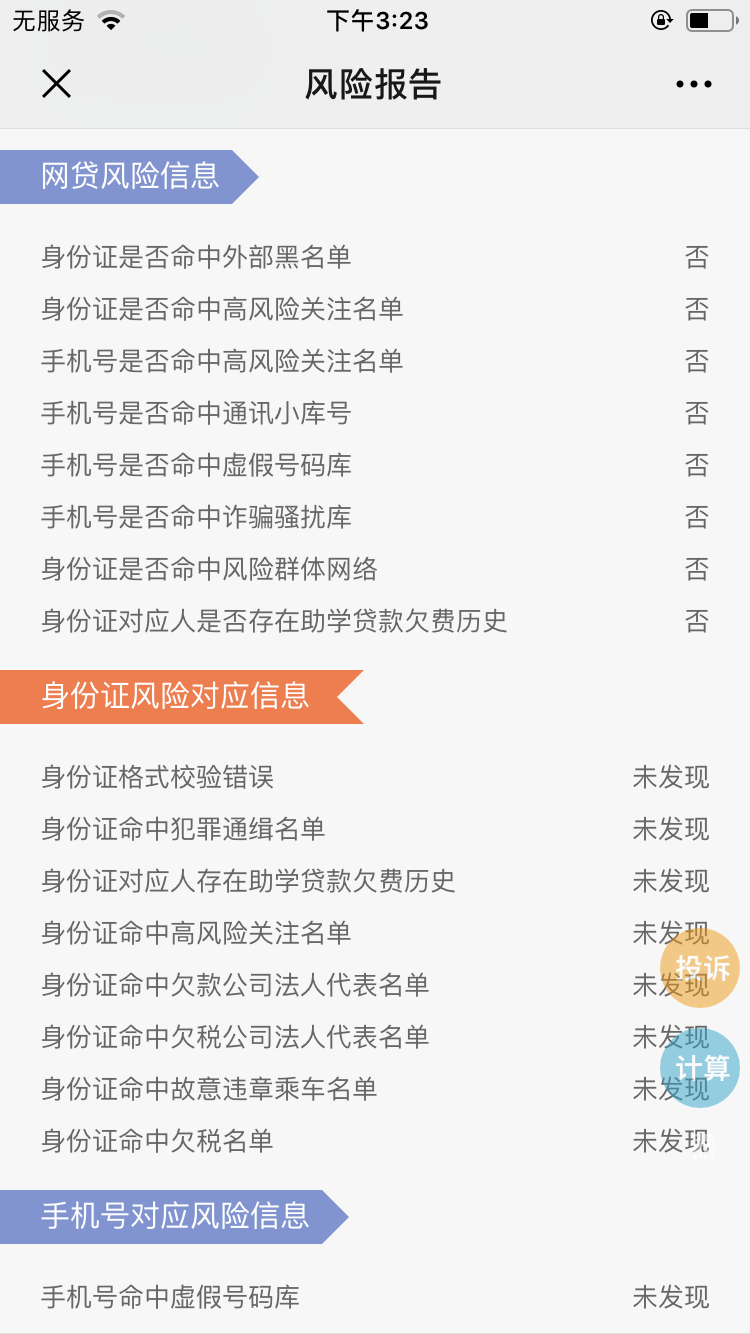 无服务 下午3:23
风险报告
网贷风险信息
身份证是否命中外部黑名单 否
身份证是否命中高风险关注名单 否
手机号是否命中高风险关注名单 否
手机号是否命中通讯小库号 否
手机号是否命中虚假号码库 否
手机号是否命中诈骗骚扰库 否
身份证是否命中风险群体网络 否
身份证对应人是否存在助学贷款欠费历史 否
身份证风险对应信息
身份证格式校验错误 未发现
身份证命中犯罪通缉名单 未发现
身份证对应人存在助学贷款欠费历史 未发现
身份证命中高风险关注名单 未发现
投诉
身份证命中欠款公司法人代表名单 未发现
身份证命中欠税公司法人代表名单 未发现
计算
身份证命中故意违章乘车名单 未发现
身份证命中欠税名单 未发现
手机号对应风险信息
手机号命中虚假号码库 未发现